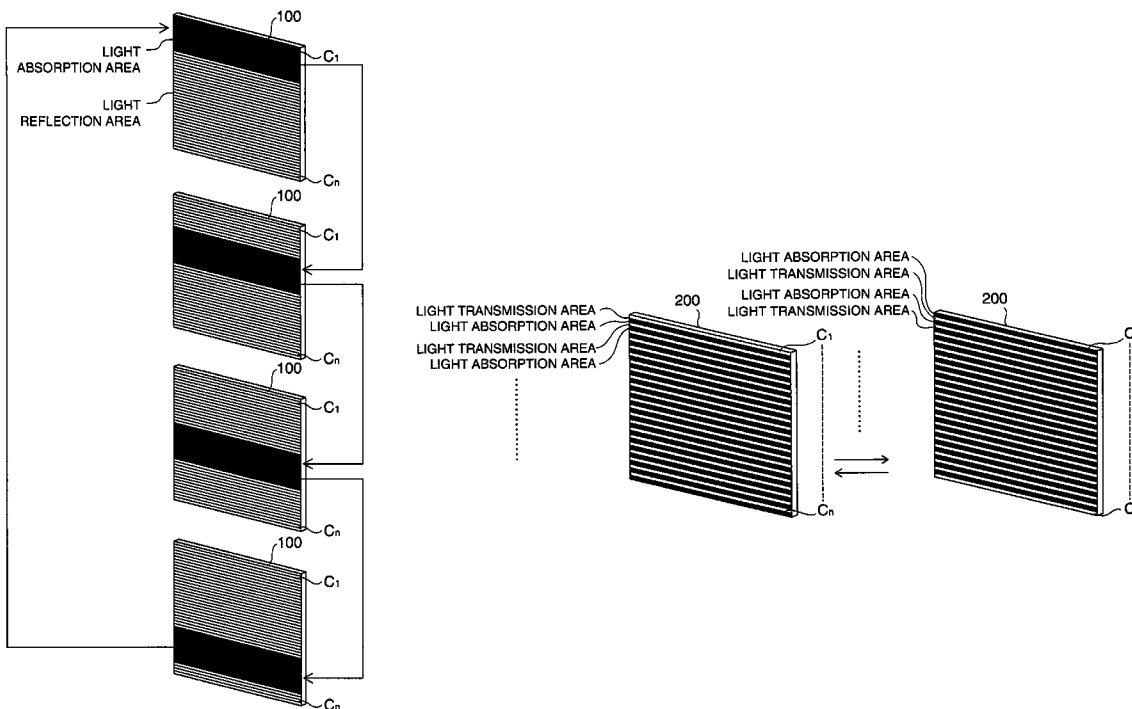 100
C1
LIGHT
ABSORPTION AREA
LIGHT
REFLECTION AREA
Cn
100
C1
Cn
100
C1
Cn
100
C1
Cn
LIGHT TRANSMISSION AREA
LIGHT ABSORPTION AREA
LIGHT TRANSMISSION AREA
LIGHT ABSORPTION AREA
200
C1
Cn
LIGHT ABSORPTION AREA
LIGHT TRANSMISSION AREA
LIGHT ABSORPTION AREA
LIGHT TRANSMISSION AREA
200
C
C